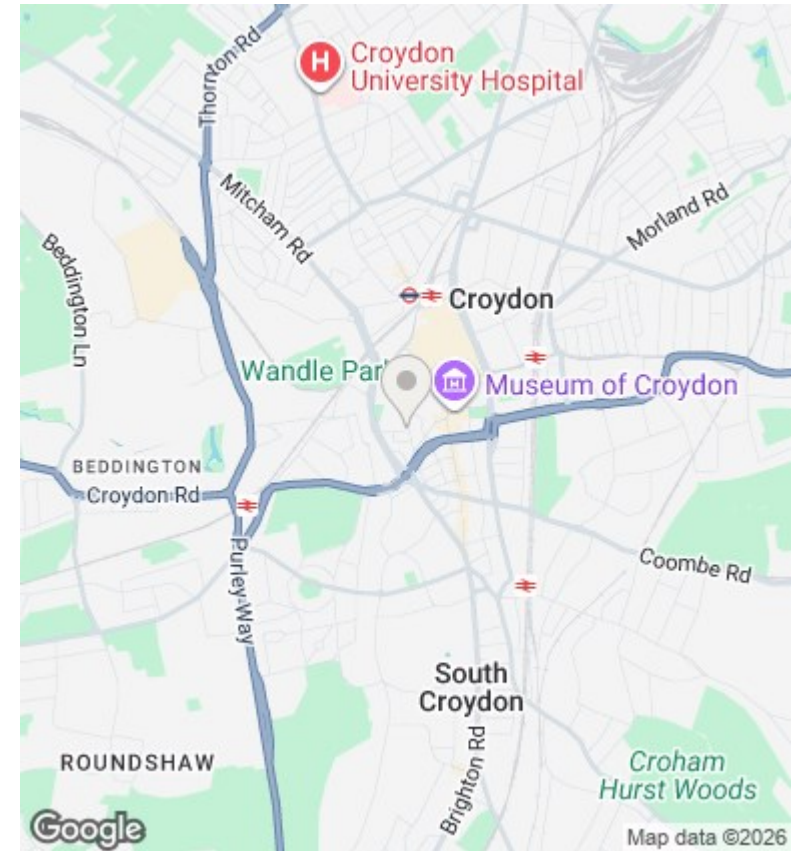 Thornton Rd
Croydon
University Hospital
H
Mitcham Rd
Morland Rd
Beddington Ln
Croydon
Wandle Par
Museum of Croydon
BEDDINGTON
Croydon Rd
Purley Way
Coombe Rd
South
Croydon
ROUNDSHAW
Brighton Rd
Croham
Hurst Woods
Google
Map data ©2026